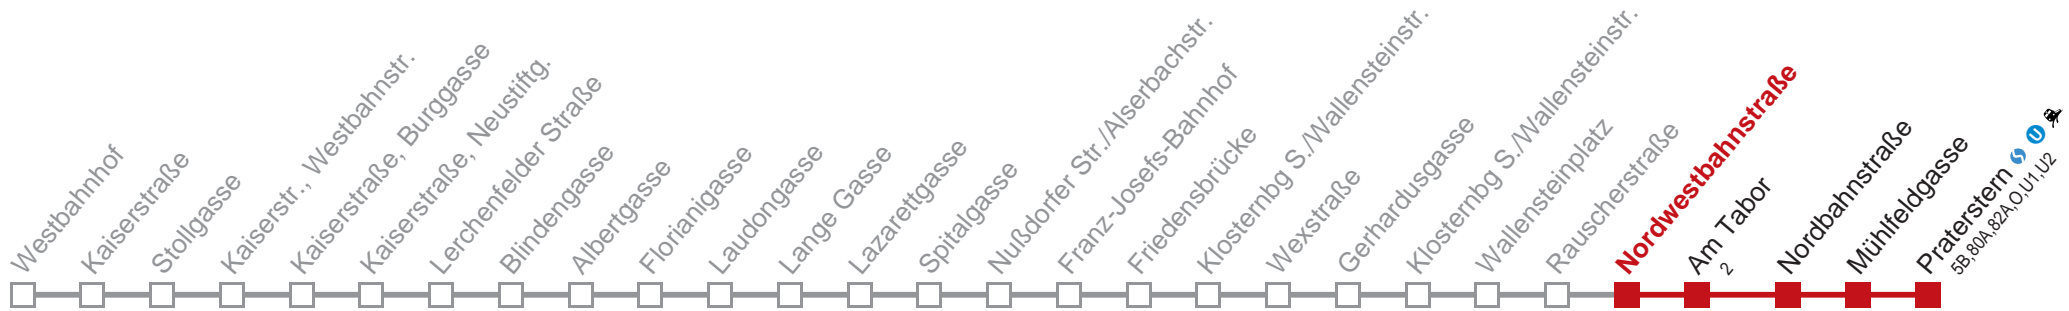 Westbahnhof
Kaiserstraße
Stollgasse
Kaiserstr., Westbahnstr.
Kaiserstraße, Burggasse
Kaiserstraße, Neustiftg.
Lerchenfelder Straße
Blindengasse
Albertgasse
Florianigasse
Laudongasse
Lange Gasse
Lazarettgasse
Spitalgasse
Nußdorfer Str./Alserbachstr.
Franz-Josefs-Bahnhof
Friedensbrücke
Klosternbg S./Wallensteinstr.
Wexstraße
Gerhardusgasse
Klosternbg S./Wallensteinstr.
Wallensteinplatz
Rauscherstraße
Nordwestbahnstraße
Am Tabor
2
Nordbahnstraße
Mühlfeldgasse
Praterstern S U
5B,80A,82A,O,U1,U2